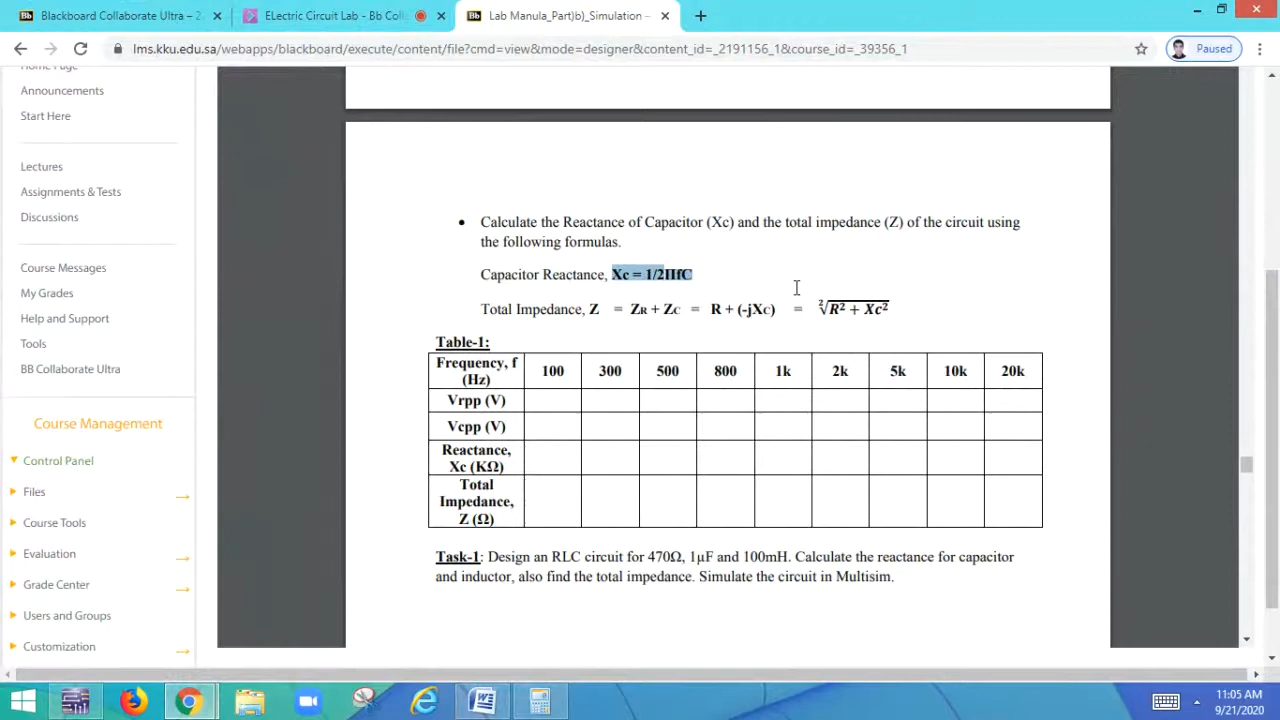 Blackboard Collaborate Ultra – 2
ELectric Circuit Lab - Bb Coll
Lab Manula_Part)b)_Simulation –
lms.kku.edu.sa/webapps/blackboard/execute/content/file?cmd=view&mode=designer&content_id=_2191156_1&course_id=_39356_1
Paused
Home Page
Announcements
Start Here
Lectures
Assignments & Tests
Discussions
Course Messages
My Grades
Help and Support
Tools
BB Collaborate Ultra
Course Management
Control Panel
Files
Course Tools
Evaluation
Grade Center
Users and Groups
Customization
• Calculate the Reactance of Capacitor (Xc) and the total impedance (Z) of the circuit using
the following formulas.
Capacitor Reactance, Xc = 1/2ΠfC
Total Impedance, Z = ZR + ZC = R + (-jXC) = ²√R² + Xc²
Table-1:
Frequency, f (Hz) 100 300 500 800 1k 2k 5k 10k 20k
Vrpp (V)
Vcpp (V)
Reactance,
Xc (KΩ)
Total
Impedance,
Z (Ω)
Task-1: Design an RLC circuit for 470Ω, 1µF and 100mH. Calculate the reactance for capacitor
and inductor, also find the total impedance. Simulate the circuit in Multisim.
11:05 AM
9/21/2020